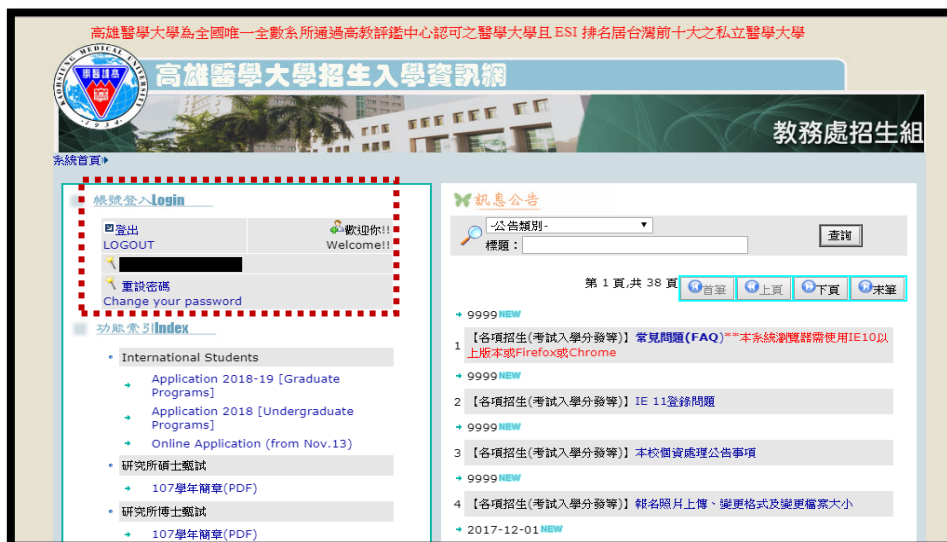 高雄醫學大學為全國唯一全數系所通過高教評鑑中心認可之醫學大學且 ESI 排名居台灣前十大之私立醫學大學
KAOHSIUNG MEDICAL UNIVERSITY
1954
高雄醫學大學招生入學資訊網
教務處招生組
系統首頁
帳號登入Login
登出
LOGOUT
歡迎你!!
Welcome!!
重設密碼
Change your password
功能索引Index
International Students
Application 2018-19 [Graduate
Programs]
Application 2018 [Undergraduate
Programs]
Online Application (from Nov.13)
研究所碩士甄試
107學年簡章(PDF)
研究所博士甄試
107學年簡章(PDF)
訊息公告
-公告類別-
標題：
查詢
第 1 頁,共 38 頁
首筆
上頁
下頁
末筆
9999 NEW
1 【各項招生(考試入學分發等)】常見問題(FAQ)**本系統瀏覽器需使用IE10以
上版本或Firefox或Chrome
9999 NEW
2 【各項招生(考試入學分發等)】IE 11登錄問題
9999 NEW
3 【各項招生(考試入學分發等)】本校個資處理公告事項
9999 NEW
4 【各項招生(考試入學分發等)】報名照片上傳、變更格式及變更檔案大小
2017-12-01 NEW